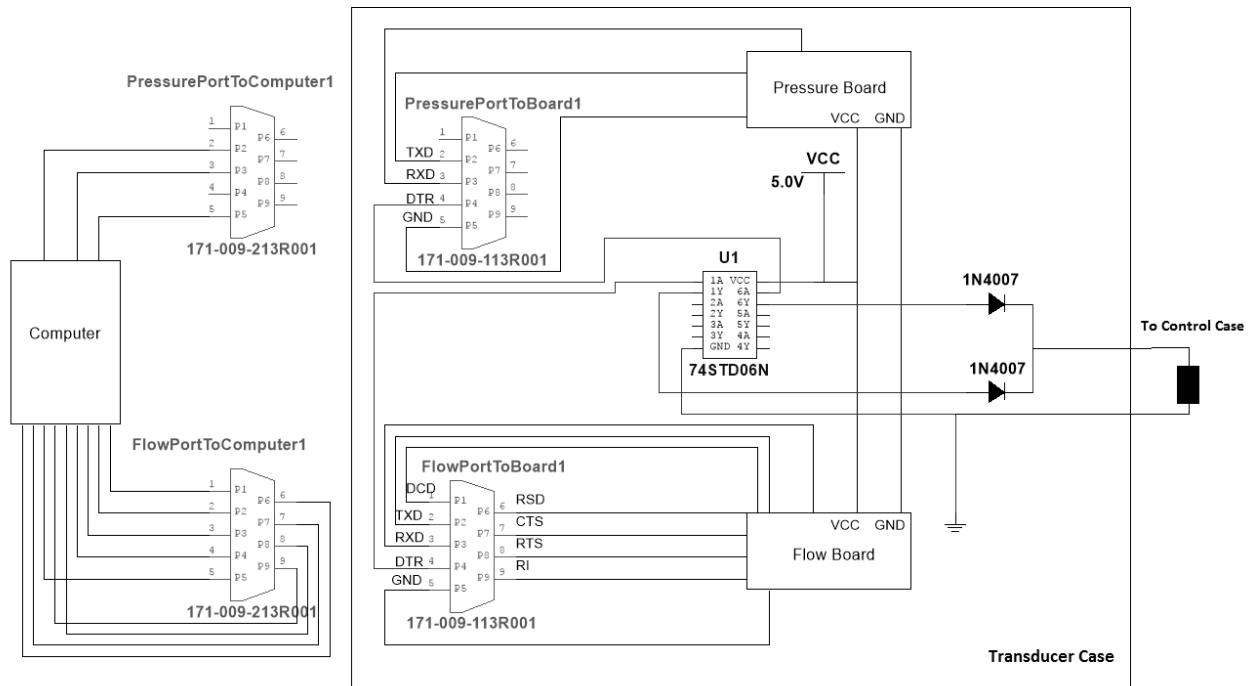 PressurePortToComputer1
1 P1 P6 6
2 P2 P7 7
3 P3 P8 8
4 P4 P9 9
5 P5
171-009-213R001
Computer
FlowPortToComputer1
1 P1 P6 6
2 P2 P7 7
3 P3 P8 8
4 P4 P9 9
5 P5
171-009-213R001
PressurePortToBoard1
1 P1 P6 6
TXD 2 P2 P7 7
RXD 3 P3 P8 8
DTR 4 P4 P9 9
GND 5 P5
171-009-113R001
Pressure Board
VCC GND
VCC
5.0V
U1
1A VCC
1Y 6A
2A 6Y
2Y 5A
3A 5Y
3Y 4A
GND 4Y
74STD06N
1N4007
1N4007
To Control Case
FlowPortToBoard1
DCD 1 P1 P6 6 RSD
TXD 2 P2 P7 7 CTS
RXD 3 P3 P8 8 RTS
DTR 4 P4 P9 9 RI
GND 5 P5
171-009-113R001
VCC GND
Flow Board
Transducer Case